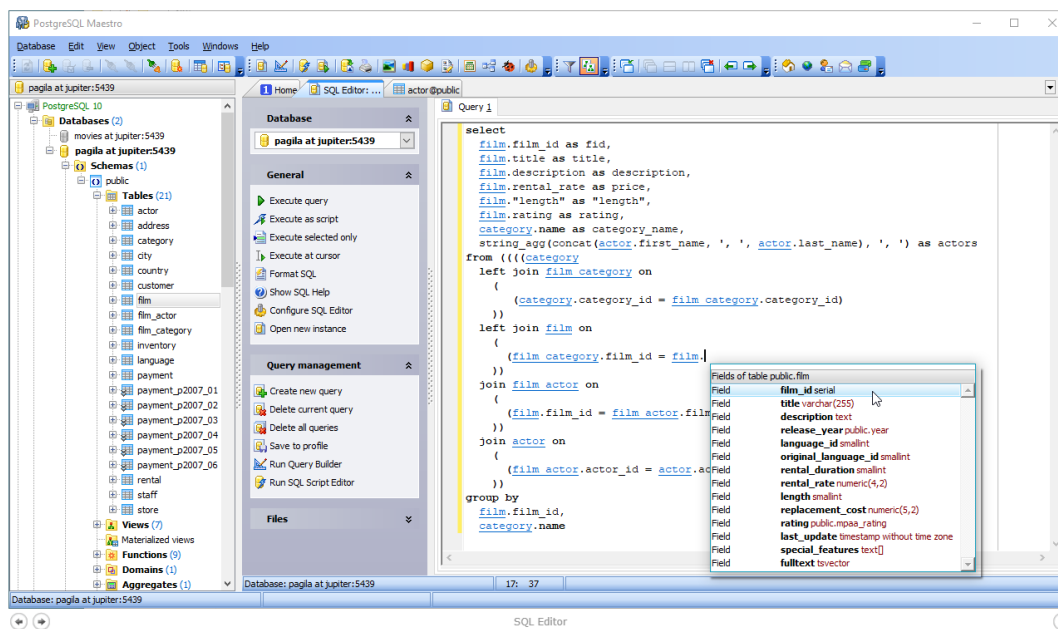 PostgreSQL Maestro
Database Edit View Object Tools Windows Help
pagila at jupiter:5439
PostgreSQL 10
Databases (2)
movies at jupiter:5439
pagila at jupiter:5439
Schemas (1)
public
Tables (21)
actor
address
category
city
country
customer
film
film_actor
film_category
inventory
language
payment
payment_p2007_01
payment_p2007_02
payment_p2007_03
payment_p2007_04
payment_p2007_05
payment_p2007_06
rental
staff
store
Views (7)
Materialized views
Functions (9)
Domains (1)
Aggregates (1)
1 Home SQL Editor: ... actor@public
Database
pagila at jupiter:5439
General
Execute query
Execute as script
Execute selected only
Execute at cursor
Format SQL
Show SQL Help
Configure SQL Editor
Open new instance
Query management
Create new query
Delete current query
Delete all queries
Save to profile
Run Query Builder
Run SQL Script Editor
Files
Query 1
select
film.film_id as fid,
film.title as title,
film.description as description,
film.rental_rate as price,
film."length" as "length",
film.rating as rating,
category.name as category_name,
string_agg(concat(actor.first_name, ', ', actor.last_name), ', ') as actors
from ((((category
left join film_category on
(
(category.category_id = film_category.category_id)
))
left join film on
(
(film_category.film_id = film.
))
join film_actor on
(
(film.film_id = film_actor.film
))
join actor on
(
(film_actor.actor_id = actor.ac
))
group by
film.film_id,
category.name
Fields of table public.film
Field film_id serial
Field title varchar(255)
Field description text
Field release_year public.year
Field language_id smallint
Field original_language_id smallint
Field rental_duration smallint
Field rental_rate numeric(4,2)
Field length smallint
Field replacement_cost numeric(5,2)
Field rating public.mpaa_rating
Field last_update timestamp without time zone
Field special_features text[]
Field fulltext tsvector
Database: pagila at jupiter:5439 17: 37
Database: pagila at jupiter:5439
SQL Editor